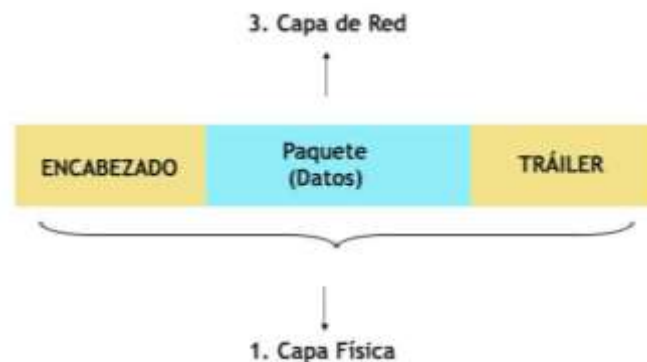 3. Capa de Red
ENCABEZADO
Paquete
(Datos)
TRÁILER
1. Capa Física